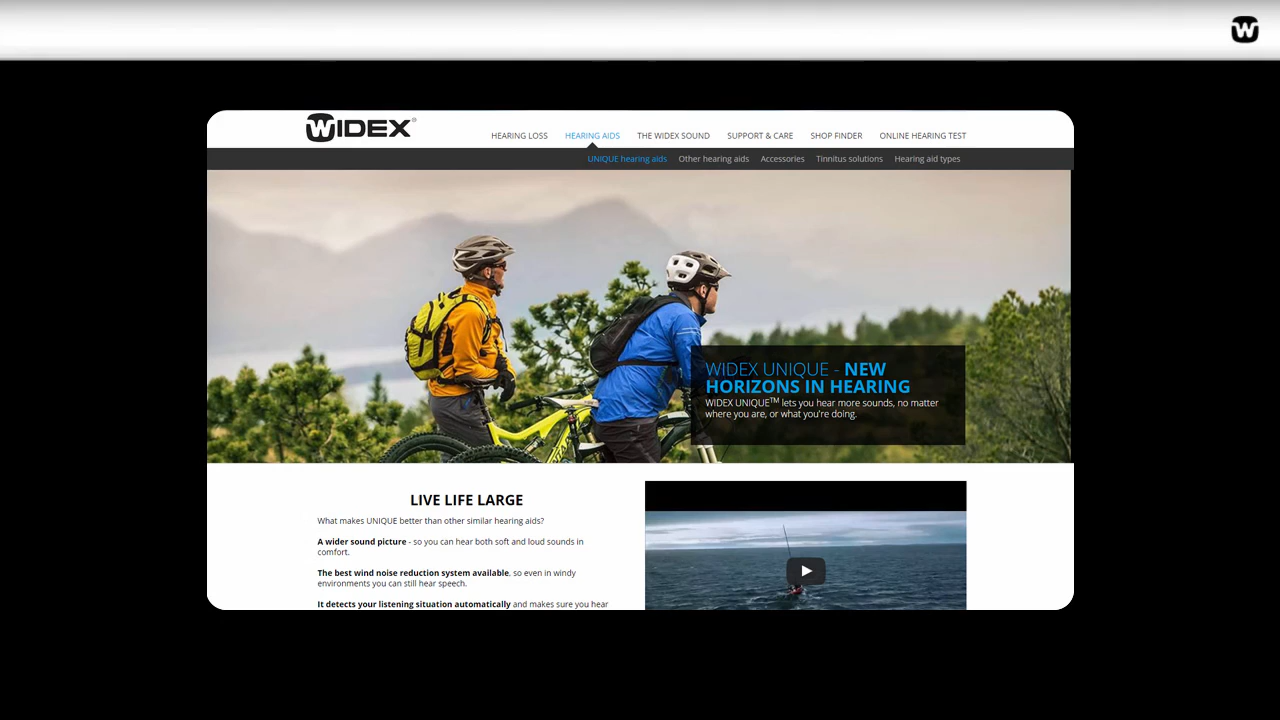 W
WIDEX®
HEARING LOSS HEARING AIDS THE WIDEX SOUND SUPPORT & CARE SHOP FINDER ONLINE HEARING TEST
UNIQUE hearing aids Other hearing aids Accessories Tinnitus solutions Hearing aid types
WIDEX UNIQUE - NEW
HORIZONS IN HEARING
WIDEX UNIQUE™ lets you hear more sounds, no matter
where you are, or what you're doing.
LIVE LIFE LARGE
What makes UNIQUE better than other similar hearing aids?
A wider sound picture - so you can hear both soft and loud sounds in
comfort.
The best wind noise reduction system available, so even in windy
environments you can still hear speech.
It detects your listening situation automatically and makes sure you hear